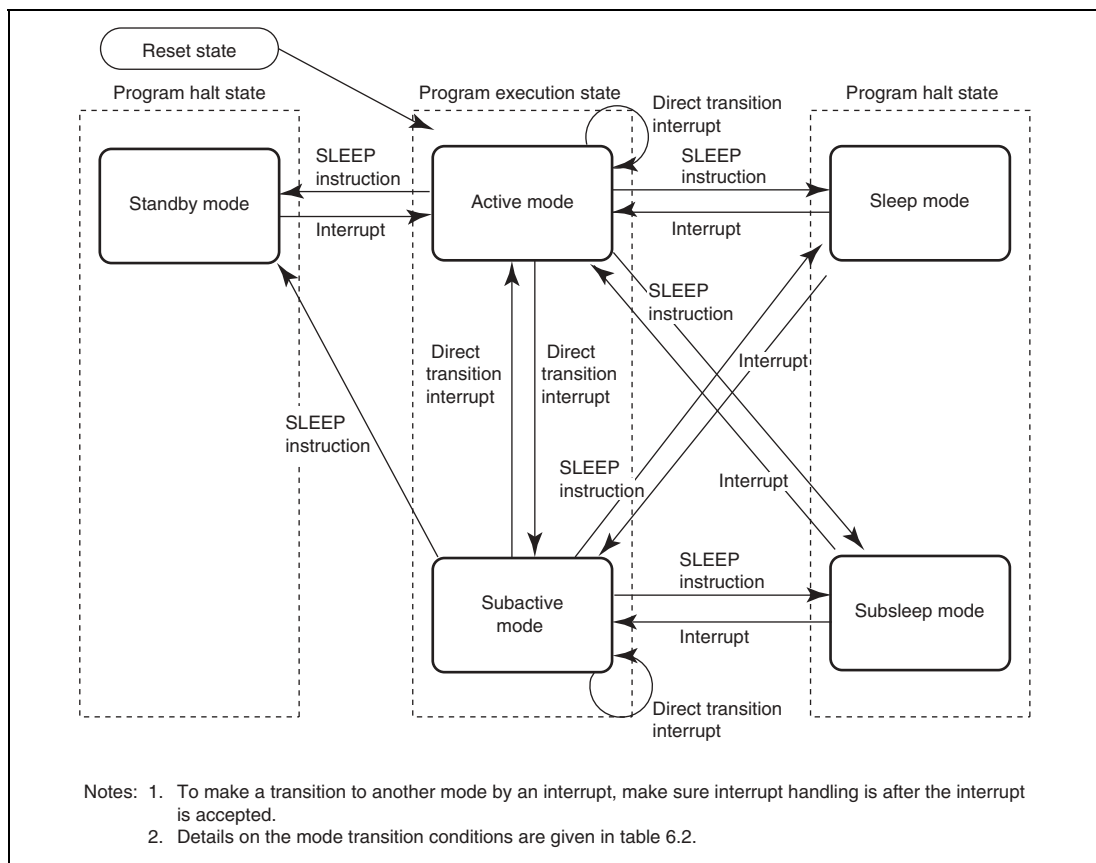 Reset state
Program halt state
Program execution state
Program halt state
Direct transition
interrupt
SLEEP
instruction
SLEEP
instruction
Standby mode
Active mode
Sleep mode
Interrupt
Interrupt
SLEEP
instruction
Direct
transition
interrupt
Direct
transition
interrupt
Interrupt
SLEEP
instruction
SLEEP
instruction
Interrupt
SLEEP
instruction
Subactive
mode
Subsleep mode
Interrupt
Direct transition
interrupt
Notes: 1. To make a transition to another mode by an interrupt, make sure interrupt handling is after the interrupt
is accepted.
2. Details on the mode transition conditions are given in table 6.2.